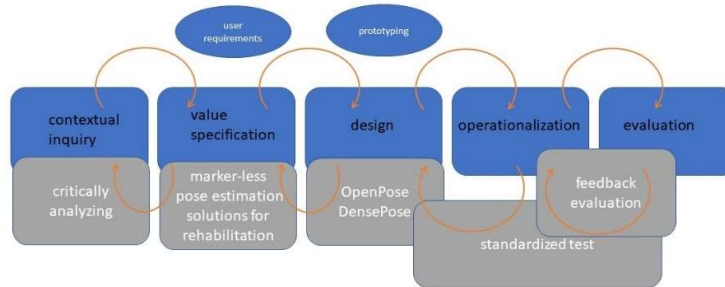 user
requirements
prototyping
contextual
inquiry
value
specification
design
operationalization
evaluation
critically
analyzing
marker-less
pose estimation
solutions for
rehabilitation
OpenPose
DensePose
feedback
evaluation
standardized test